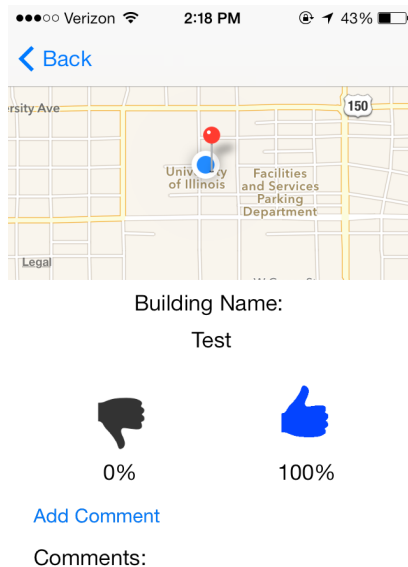 Verizon 2:18 PM 43%
Back
rsity Ave
150
of Illinois
Facilities
and Services
Parking
Department
Legal
Building Name:
Test
0% 100%
Add Comment
Comments: